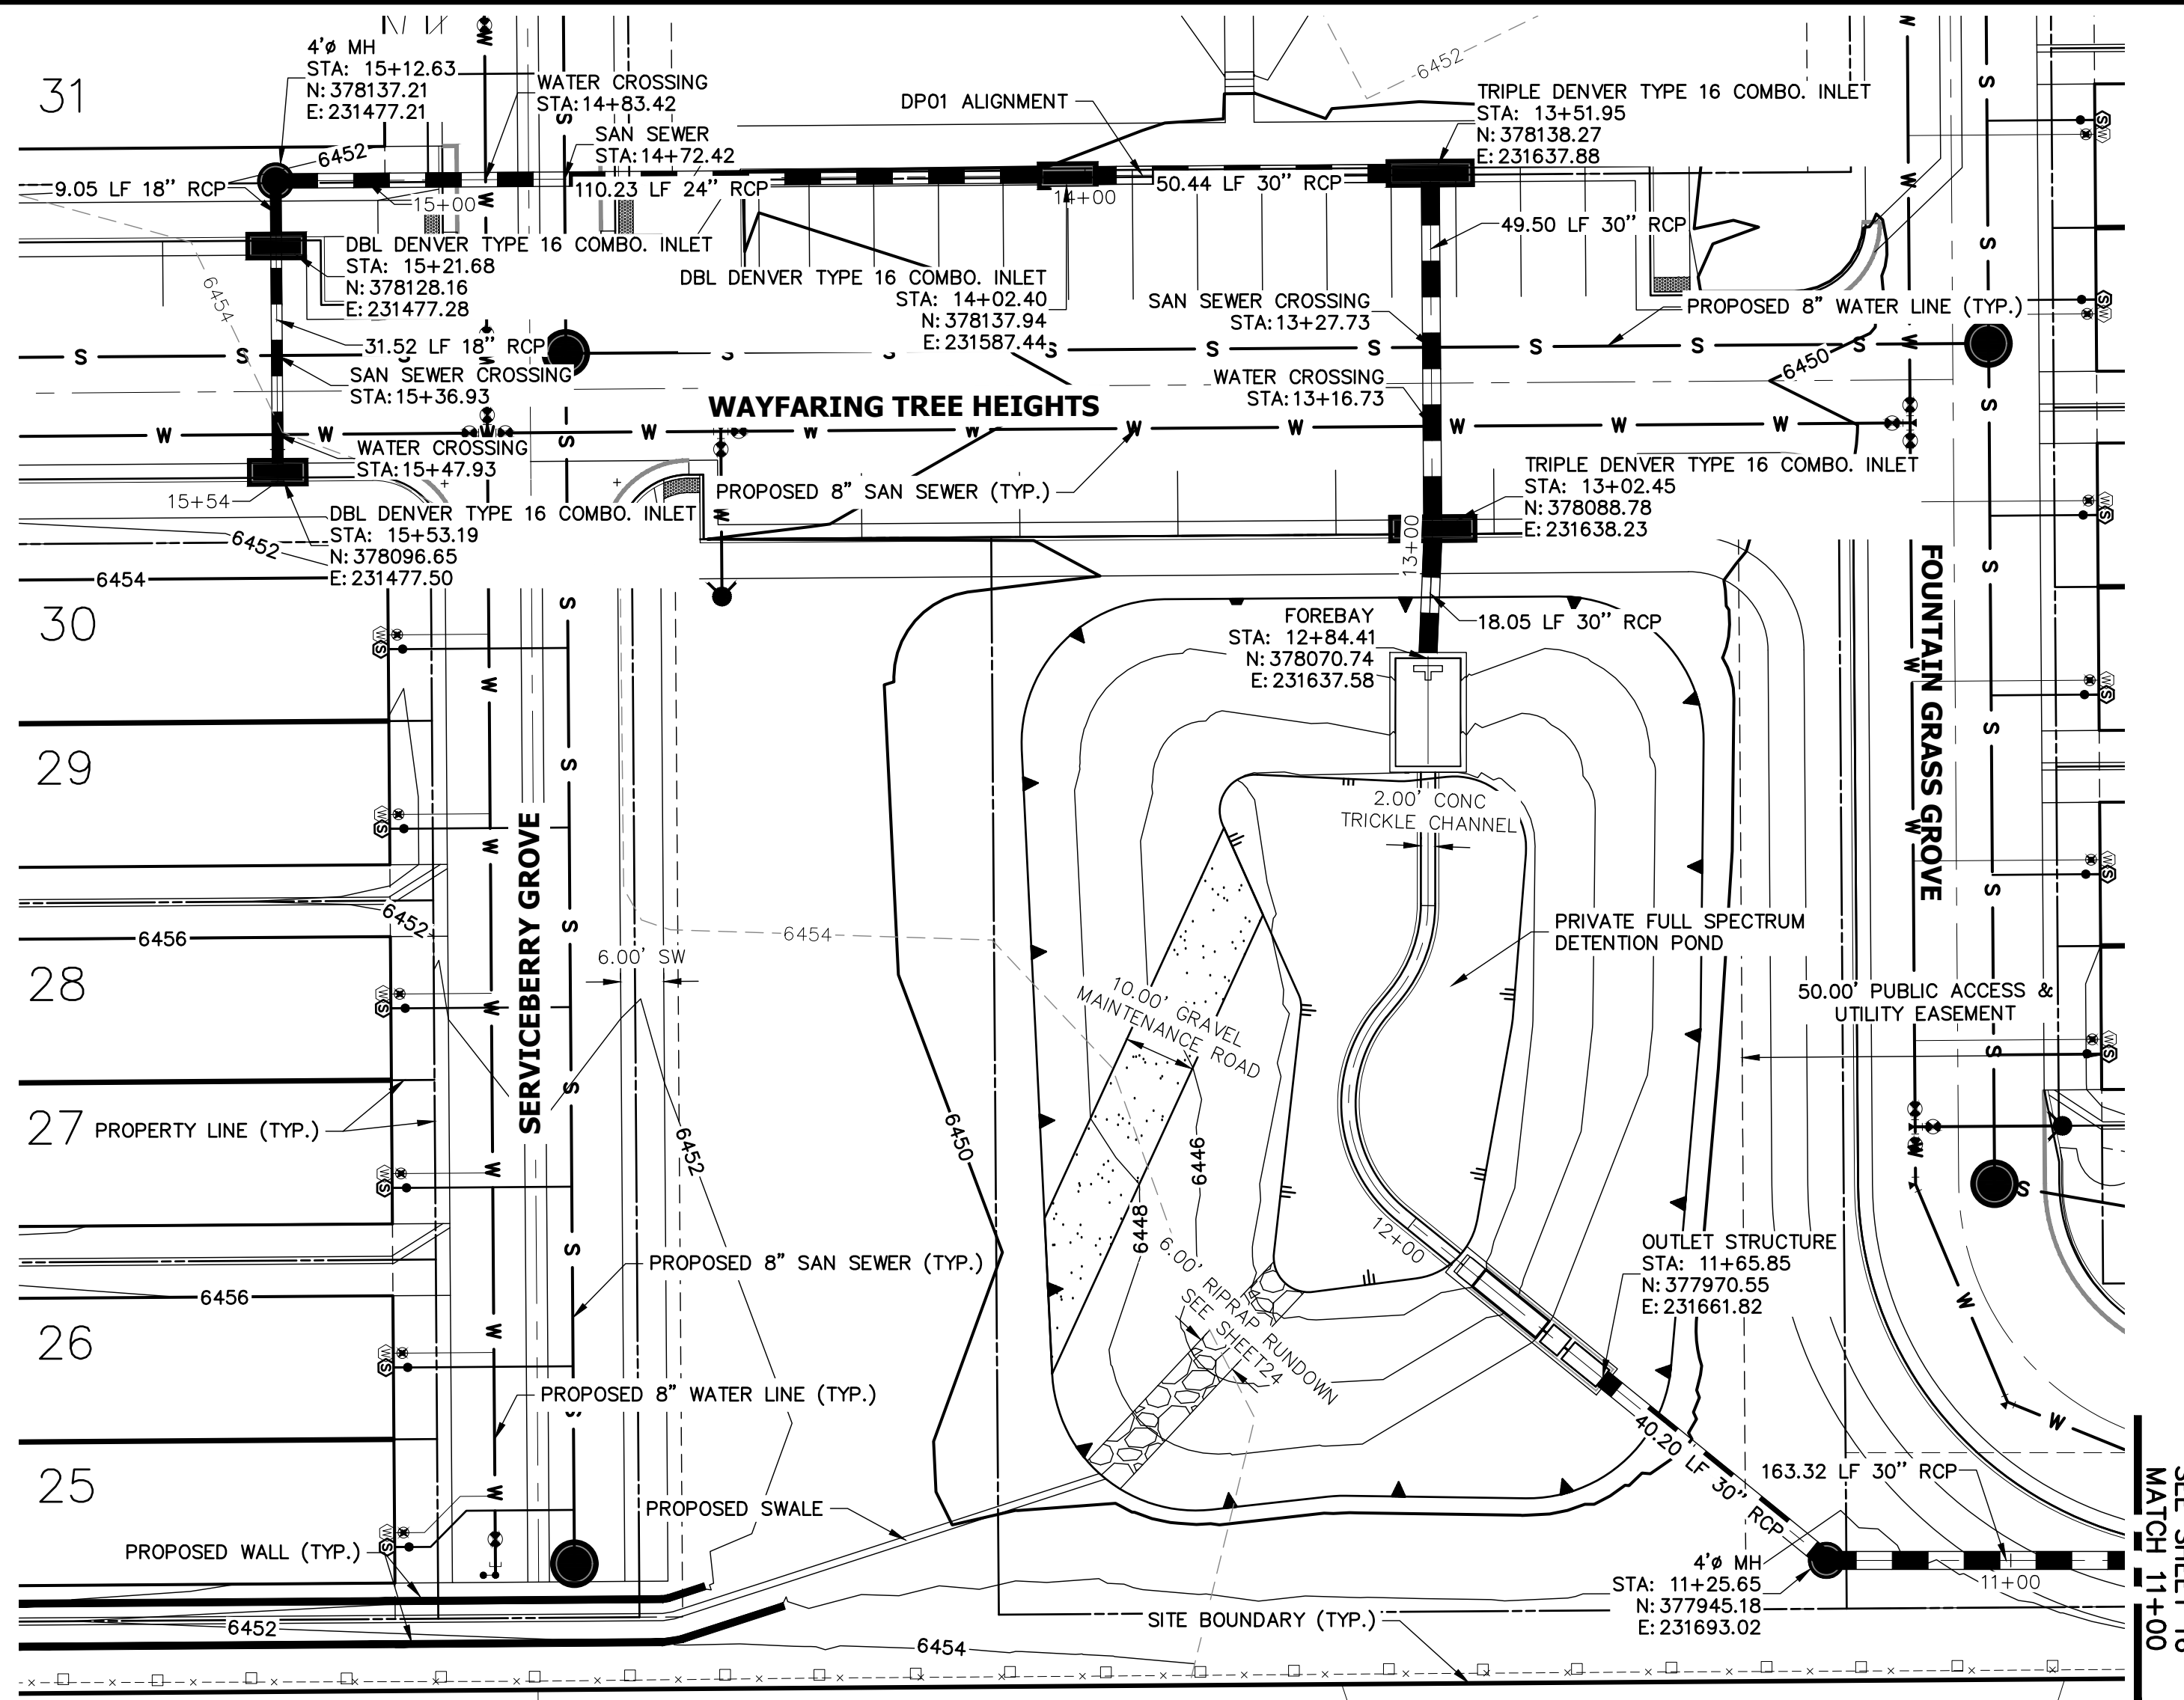 31
4'ø MH
STA: 15+12.63
N: 378137.21
E: 231477.21
WATER CROSSING
STA:14+83.42
SAN SEWER
STA:14+72.42
DP01 ALIGNMENT
6452
TRIPLE DENVER TYPE 16 COMBO. INLET
STA: 13+51.95
N: 378138.27
E: 231637.88
6452
9.05 LF 18" RCP
15+00
110.23 LF 24" RCP
14+00
50.44 LF 30" RCP
49.50 LF 30" RCP
DBL DENVER TYPE 16 COMBO. INLET
STA: 15+21.68
N: 378128.16
E: 231477.28
6454
DBL DENVER TYPE 16 COMBO. INLET
STA: 14+02.40
N: 378137.94
E: 231587.44
SAN SEWER CROSSING
STA:13+27.73
PROPOSED 8" WATER LINE (TYP.)
31.52 LF 18" RCP
SAN SEWER CROSSING
STA:15+36.93
WATER CROSSING
STA:13+16.73
6450
WAYFARING TREE HEIGHTS
S S S S S S S S S S
W W W W W W W W W W W
WATER CROSSING
STA:15+47.93
15+54
PROPOSED 8" SAN SEWER (TYP.)
TRIPLE DENVER TYPE 16 COMBO. INLET
STA: 13+02.45
N: 378088.78
E: 231638.23
DBL DENVER TYPE 16 COMBO. INLET
STA: 15+53.19
N: 378096.65
E: 231477.50
6452
6454
13+00
FOUNTAIN GRASS GROVE
30
FOREBAY
STA: 12+84.41
N: 378070.74
E: 231637.58
18.05 LF 30" RCP
29
2.00' CONC
TRICKLE CHANNEL
SERVICEBERRY GROVE
6452
6456
6454
6.00' SW
PRIVATE FULL SPECTRUM
DETENTION POND
28
10.00' GRAVEL
MAINTENANCE ROAD
50.00' PUBLIC ACCESS &
UTILITY EASEMENT
27
PROPERTY LINE (TYP.)
6452
6450
6446
6448
12+00
PROPOSED 8" SAN SEWER (TYP.)
6.00' RIPRAP RUNDOWN
SEE SHEET24
OUTLET STRUCTURE
STA: 11+65.85
N: 377970.55
E: 231661.82
6456
26
PROPOSED 8" WATER LINE (TYP.)
40.20 LF 30" RCP
163.32 LF 30" RCP
25
PROPOSED SWALE
PROPOSED WALL (TYP.)
4'ø MH
STA: 11+25.65
N: 377945.18
E: 231693.02
11+00
SITE BOUNDARY (TYP.)
6452
6454
MATCH 11+00